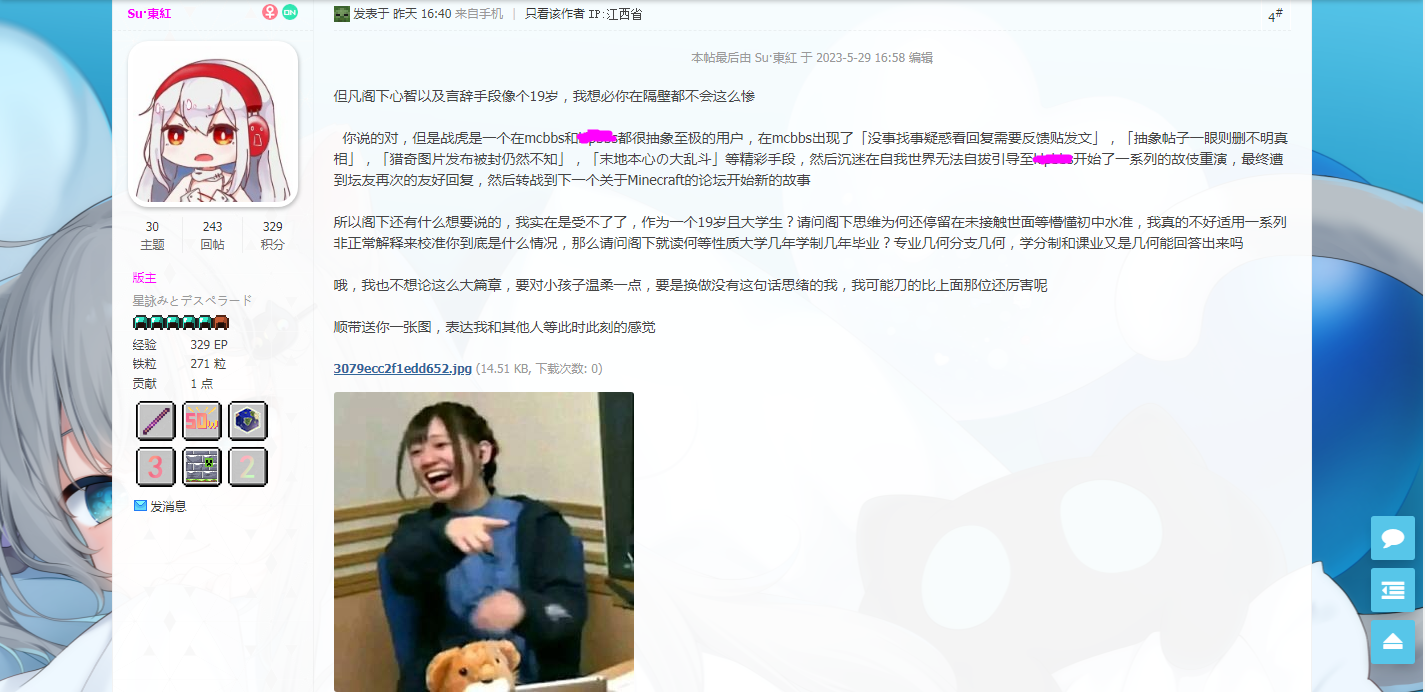 Su·東紅
ON
发表于 昨天 16:40 来自手机 | 只看该作者 IP:江西省
4#
本帖最后由 Su·東紅 于 2023-5-29 16:58 编辑
但凡阁下心智以及言辞手段像个19岁，我想必你在隔壁都不会这么惨
你说的对，但是战虎是一个在mcbbs和都很抽象至极的用户，在mcbbs出现了「没事找事疑惑看回复需要反馈贴发文」，「抽象帖子一眼则删不明真
相」，「猎奇图片发布被封仍然不知」，「末地本心の大乱斗」等精彩手段，然后沉迷在自我世界无法自拔引导至开始了一系列的故伎重演，最终遭
到坛友再次的友好回复，然后转战到下一个关于Minecraft的论坛开始新的故事
所以阁下还有什么想要说的，我实在是受不了了，作为一个19岁且大学生？请问阁下思维为何还停留在未接触世面等懵懂初中水准，我真的不好适用一系列
非正常解释来校准你到底是什么情况，那么请问阁下就读何等性质大学几年学制几年毕业？专业几何分支几何，学分制和课业又是几何能回答出来吗
哦，我也不想论这么大篇章，要对小孩子温柔一点，要是换做没有这句话思绪的我，我可能刀的比上面那位还厉害呢
顺带送你一张图，表达我和其他人等此时此刻的感觉
3079ecc2f1edd652.jpg (14.51 KB, 下载次数: 0)
30 243 329
主题 回帖 积分
版主
星詠みとデスペラード
经验 329 EP
铁粒 271 粒
贡献 1 点
50w
3 2
发消息